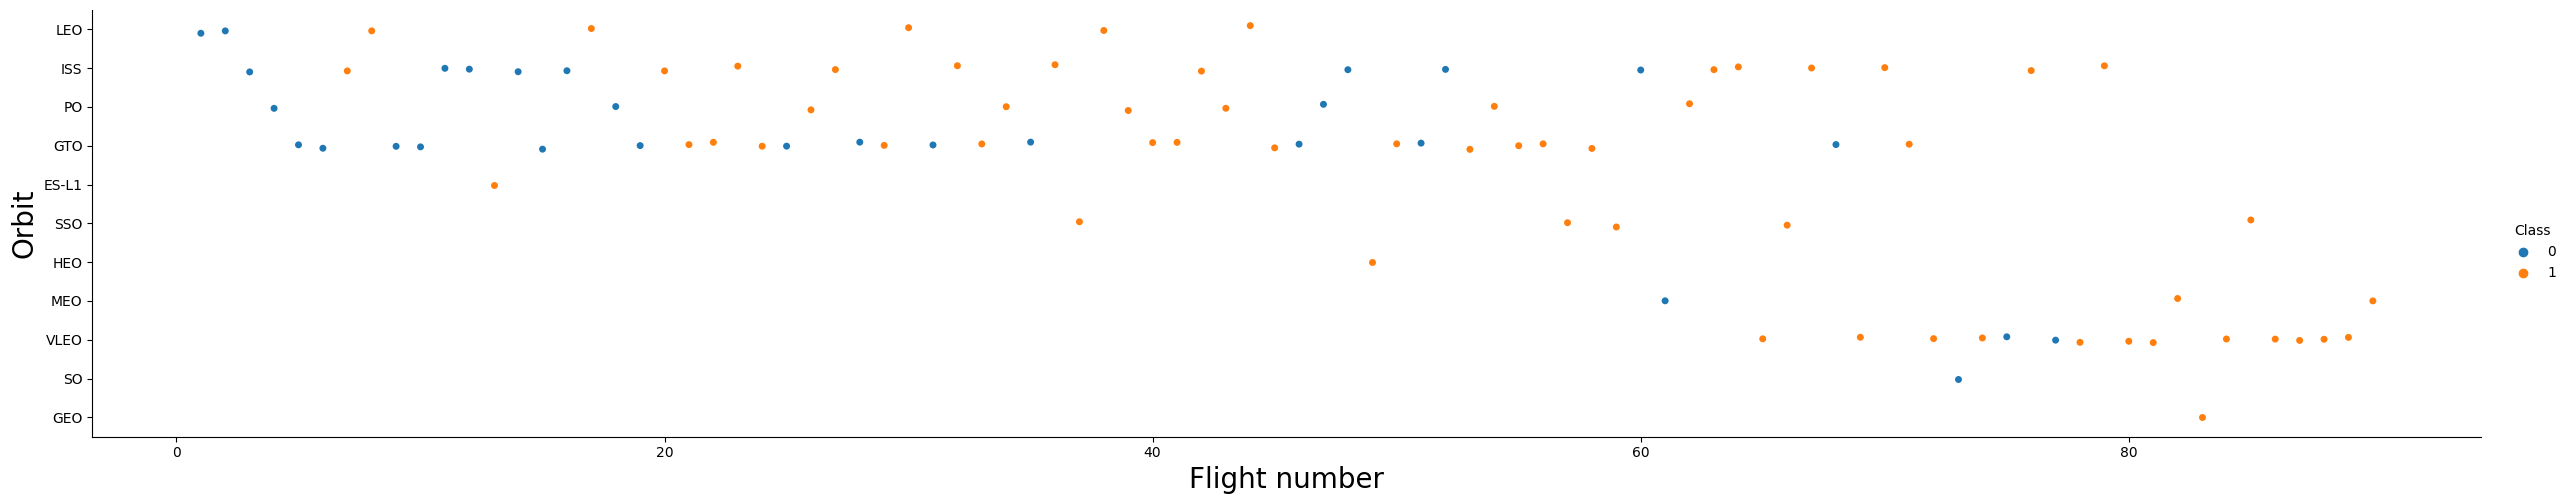 LEO
ISS
PO
GTO
ES-L1
SSO
HEO
MEO
VLEO
SO
GEO
Orbit
0
20
40
60
80
Flight number
Class
0
1